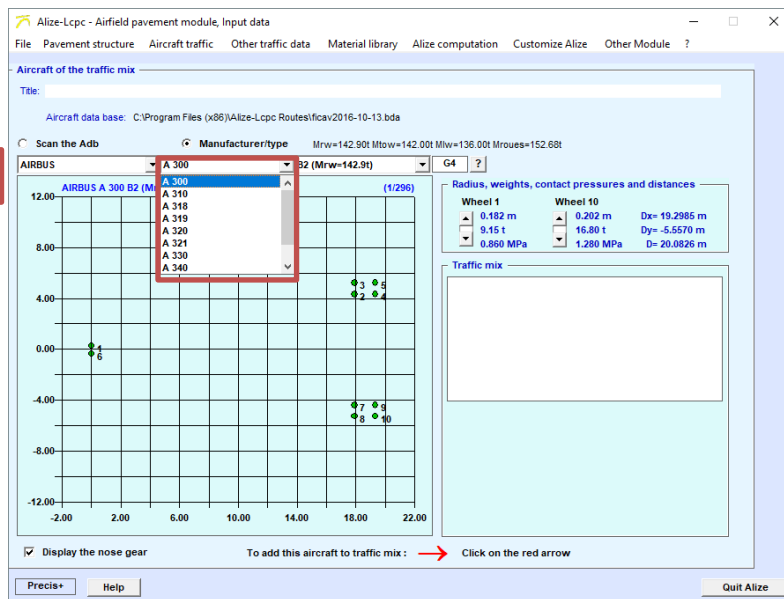 Alize-Lcpc - Airfield pavement module, Input data
File Pavement structure Aircraft traffic Other traffic data Material library Alize computation Customize Alize Other Module ?
Aircraft of the traffic mix
Title:
Aircraft data base: C:\Program Files (x86)\Alize-Lcpc Routes\ficav2016-10-13.bda
Scan the Adb Manufacturer/type Mrw=142.90t Mtow=142.00t Mlw=136.00t Mroues=152.68t
AIRBUS A 300 B2 (Mrw=142.9t) G4 ?
AIRBUS A 300 B2 (Mr (1/296)
A 300
A 310
A 318
A 319
A 320
A 321
A 330
A 340
12.00
8.00
4.00
0.00
-4.00
-8.00
-12.00
3 5
2 4
1
6
7 9
8 10
-2.00 2.00 6.00 10.00 14.00 18.00 22.00
Radius, weights, contact pressures and distances
Wheel 1 Wheel 10
0.182 m 0.202 m Dx= 19.2985 m
9.15 t 16.80 t Dy= -5.5570 m
0.860 MPa 1.280 MPa D= 20.0826 m
Traffic mix
Display the nose gear To add this aircraft to traffic mix : Click on the red arrow
Precis+ Help Quit Alize